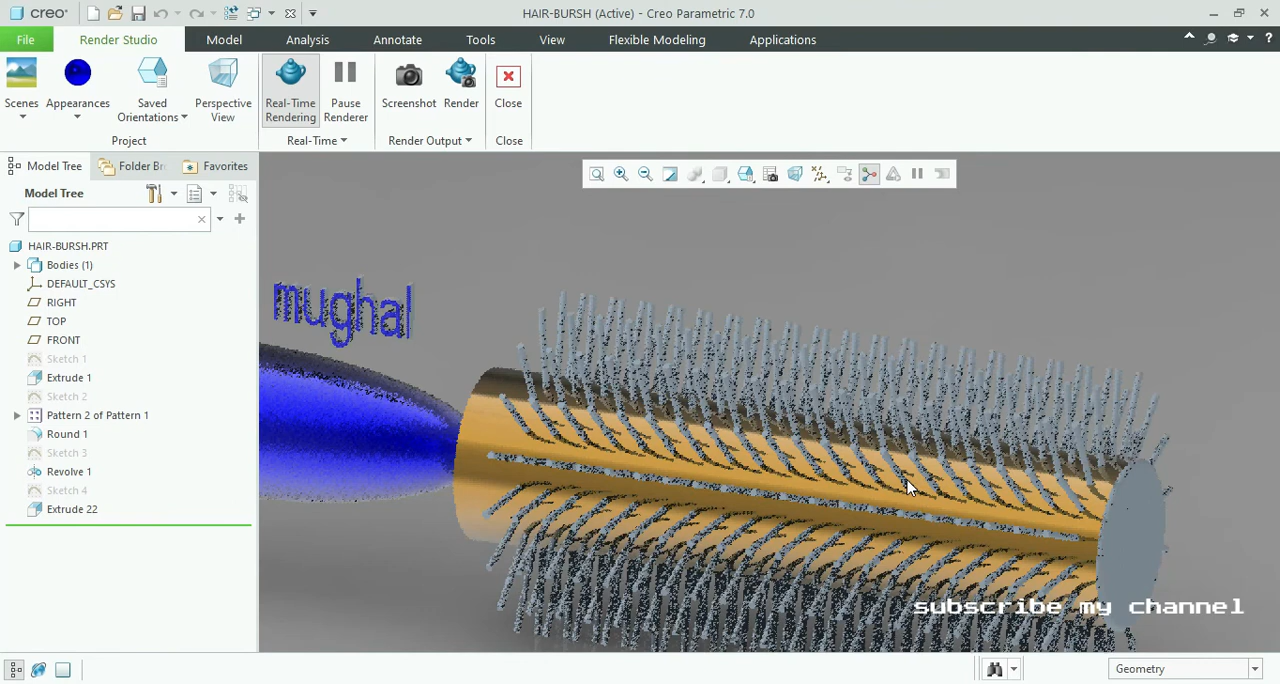 creo HAIR-BURSH (Active) - Creo Parametric 7.0
File Render Studio Model Analysis Annotate Tools View Flexible Modeling Applications
Scenes Appearances Saved Orientations Perspective View Real-Time Rendering Pause Renderer Screenshot Render Close
Project Real-Time Render Output Close
Model Tree Folder Br Favorites
Model Tree
HAIR-BURSH.PRT
Bodies (1)
DEFAULT_CSYS
RIGHT
TOP
FRONT
Sketch 1
Extrude 1
Sketch 2
Pattern 2 of Pattern 1
Round 1
Sketch 3
Revolve 1
Sketch 4
Extrude 22
mughal
subscribe my channel
Geometry